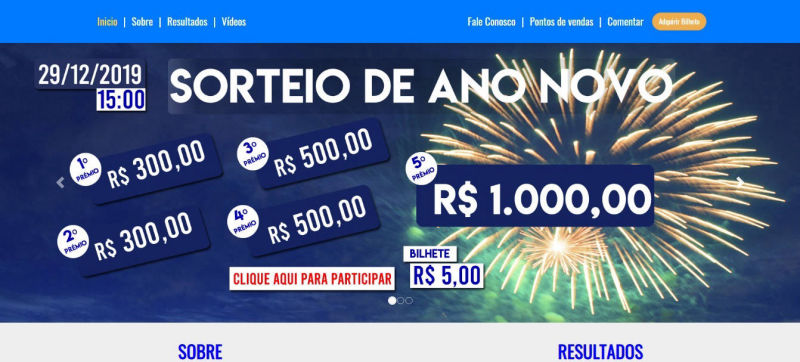 Início | Sobre | Resultados | Vídeos
Fale Conosco | Pontos de vendas | Comentar
Adquirir Bilhete
29/12/2019
15:00
SORTEIO DE ANO NOVO
1º PRÊMIO
R$ 300,00
3º PRÊMIO
R$ 500,00
5º PRÊMIO
R$ 1.000,00
2º PRÊMIO
R$ 300,00
4º PRÊMIO
R$ 500,00
CLIQUE AQUI PARA PARTICIPAR
BILHETE
R$ 5,00
SOBRE
RESULTADOS